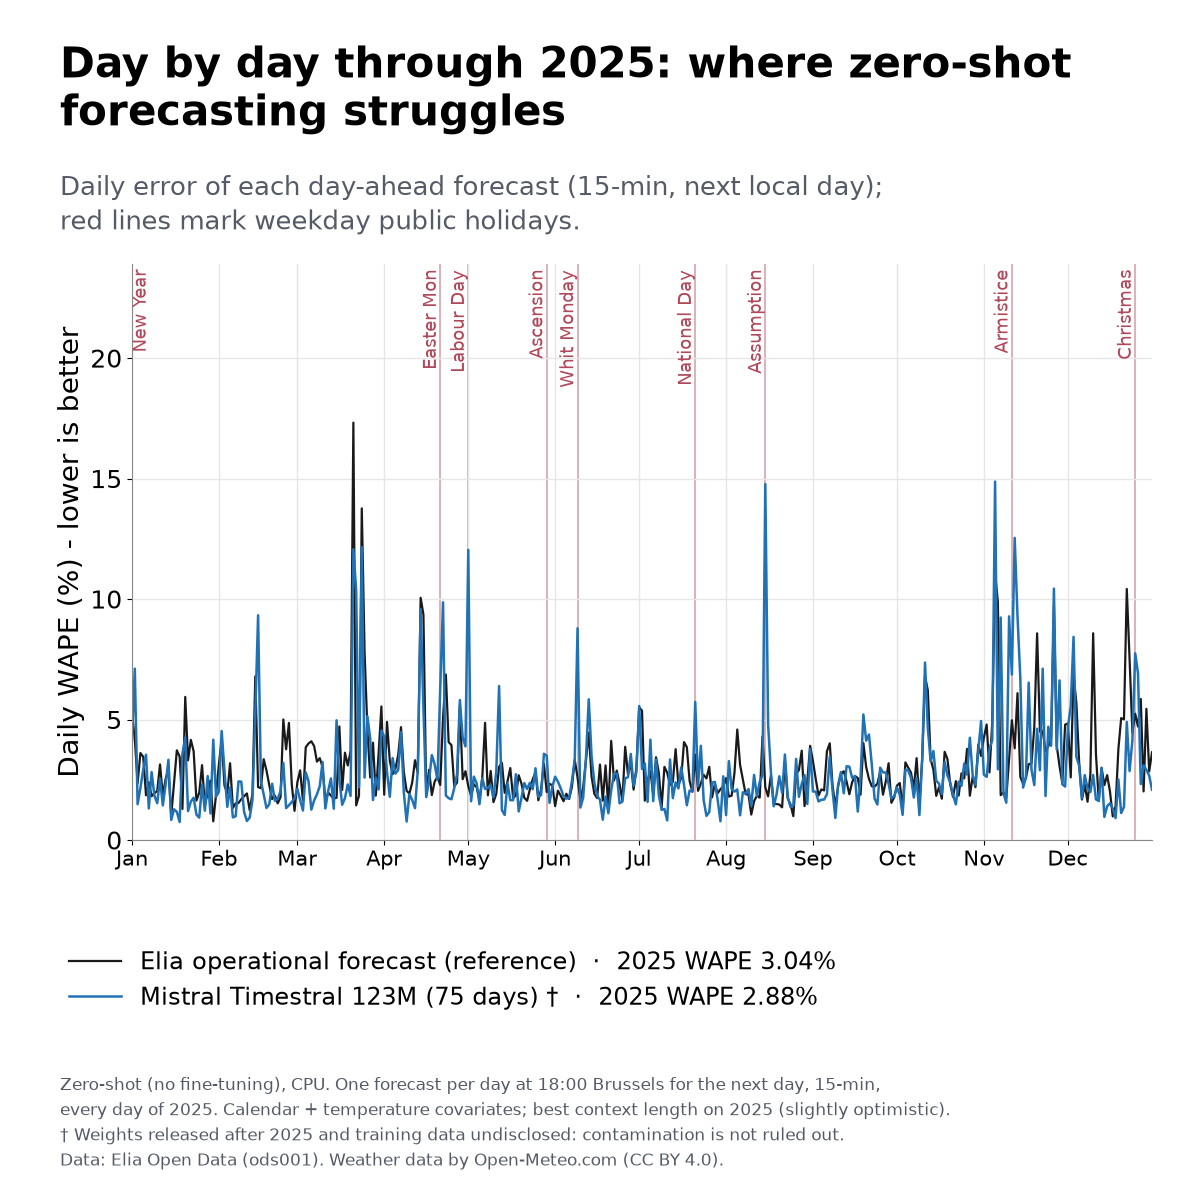 Day by day through 2025: where zero-shot
forecasting struggles
Daily error of each day-ahead forecast (15-min, next local day);
red lines mark weekday public holidays.
New Year
Easter Mon
Labour Day
Ascension
Whit Monday
National Day
Assumption
Armistice
Christmas
Daily WAPE (%) - lower is better
20
15
10
5
0
Jan Feb Mar Apr May Jun Jul Aug Sep Oct Nov Dec
Elia operational forecast (reference) · 2025 WAPE 3.04%
Mistral Timestral 123M (75 days) † · 2025 WAPE 2.88%
Zero-shot (no fine-tuning), CPU. One forecast per day at 18:00 Brussels for the next day, 15-min,
every day of 2025. Calendar + temperature covariates; best context length on 2025 (slightly optimistic).
† Weights released after 2025 and training data undisclosed: contamination is not ruled out.
Data: Elia Open Data (ods001). Weather data by Open-Meteo.com (CC BY 4.0).